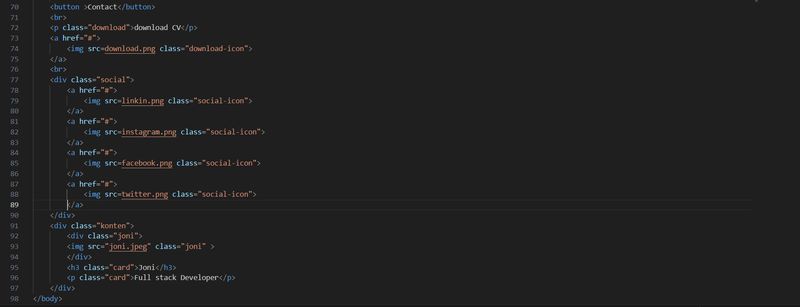 70 <button >Contact</button>
71 <br>
72 <p class="download">download CV</p>
73 <a href="#">
74 <img src=download.png class="download-icon">
75 </a>
76 <br>
77 <div class="social">
78 <a href="#">
79 <img src=linkin.png class="social-icon">
80 </a>
81 <a href="#">
82 <img src=instagram.png class="social-icon">
83 </a>
84 <a href="#">
85 <img src=facebook.png class="social-icon">
86 </a>
87 <a href="#">
88 <img src=twitter.png class="social-icon">
89 </a>
90 </div>
91 <div class="konten">
92 <div class="joni">
93 <img src="joni.jpeg" class="joni" >
94 </div>
95 <h3 class="card">Joni</h3>
96 <p class="card">Full stack Developer</p>
97 </div>
98 </body>